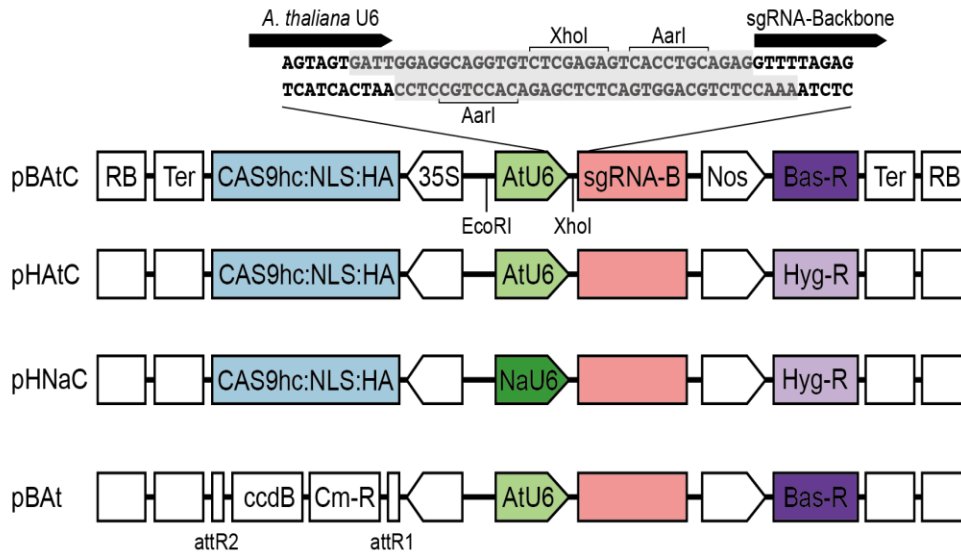 A. thaliana U6 sgRNA-Backbone
XhoI AarI
AGTAGTGATTGGAGGCAGGTGTCTCGAGAGTCACCTGCAGAGGTTTTAGAG
TCATCACTAACCTCCGTCCACAGAGCTCTCAGTGGACGTCTCCAAAATCTC
AarI
pBAtC RB Ter CAS9hc:NLS:HA 35S AtU6 sgRNA-B Nos Bas-R Ter RB
EcoRI XhoI
pHAtC CAS9hc:NLS:HA AtU6 Hyg-R
pHNaC CAS9hc:NLS:HA NaU6 Hyg-R
pBAt ccdB Cm-R AtU6 Bas-R
attR2 attR1